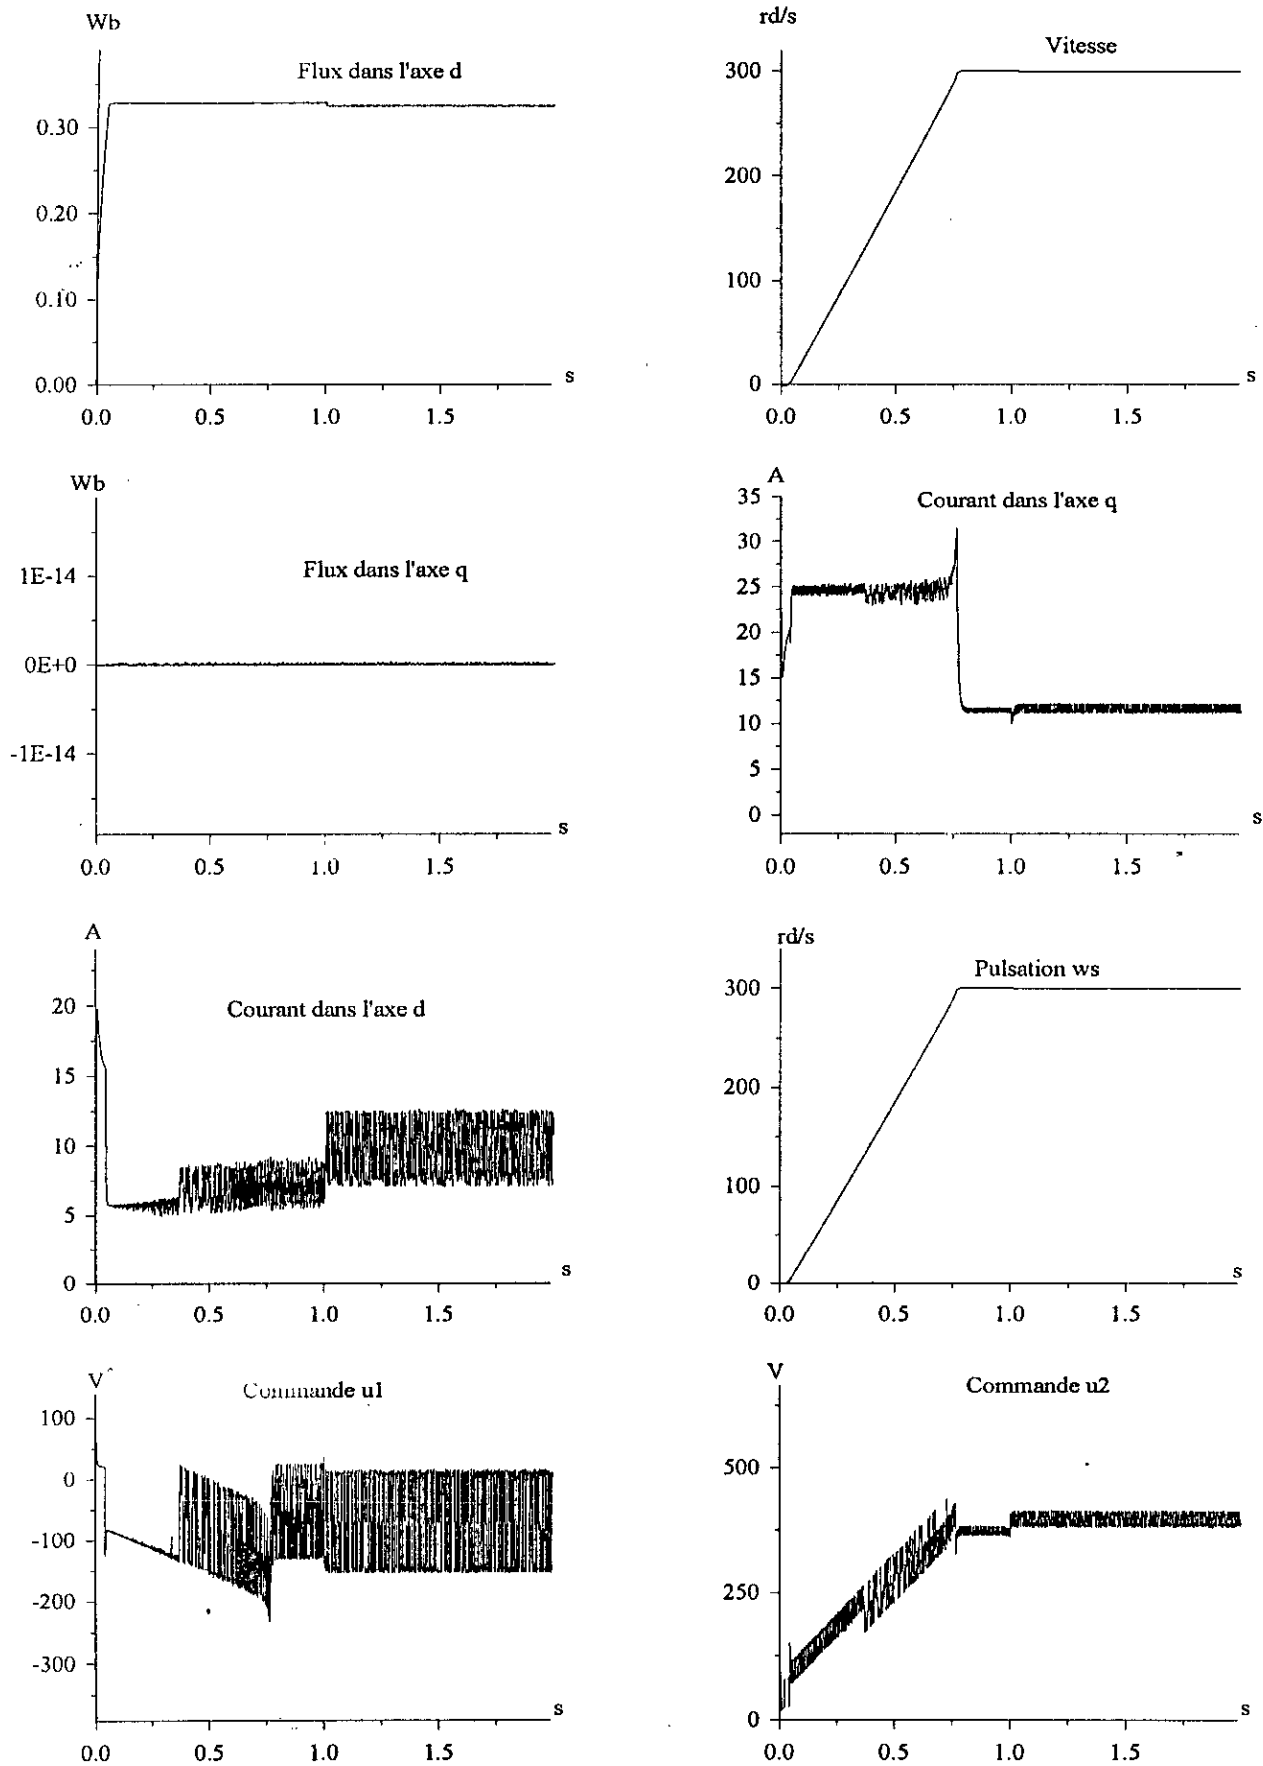 Wb
Flux dans l'axe d
0.30
0.20
0.10
0.00
s
0.0 0.5 1.0 1.5
rd/s
Vitesse
300
200
100
0
s
0.0 0.5 1.0 1.5
Wb
Flux dans l'axe q
1E-14
0E+0
-1E-14
s
0.0 0.5 1.0 1.5
A
Courant dans l'axe q
35
30
25
20
15
10
5
0
s
0.0 0.5 1.0 1.5
A
Courant dans l'axe d
20
15
10
5
0
s
0.0 0.5 1.0 1.5
rd/s
Pulsation ws
300
200
100
0
s
0.0 0.5 1.0 1.5
V
Commande u1
100
0
-100
-200
-300
s
0.0 0.5 1.0 1.5
V
Commande u2
500
250
0
s
0.0 0.5 1.0 1.5